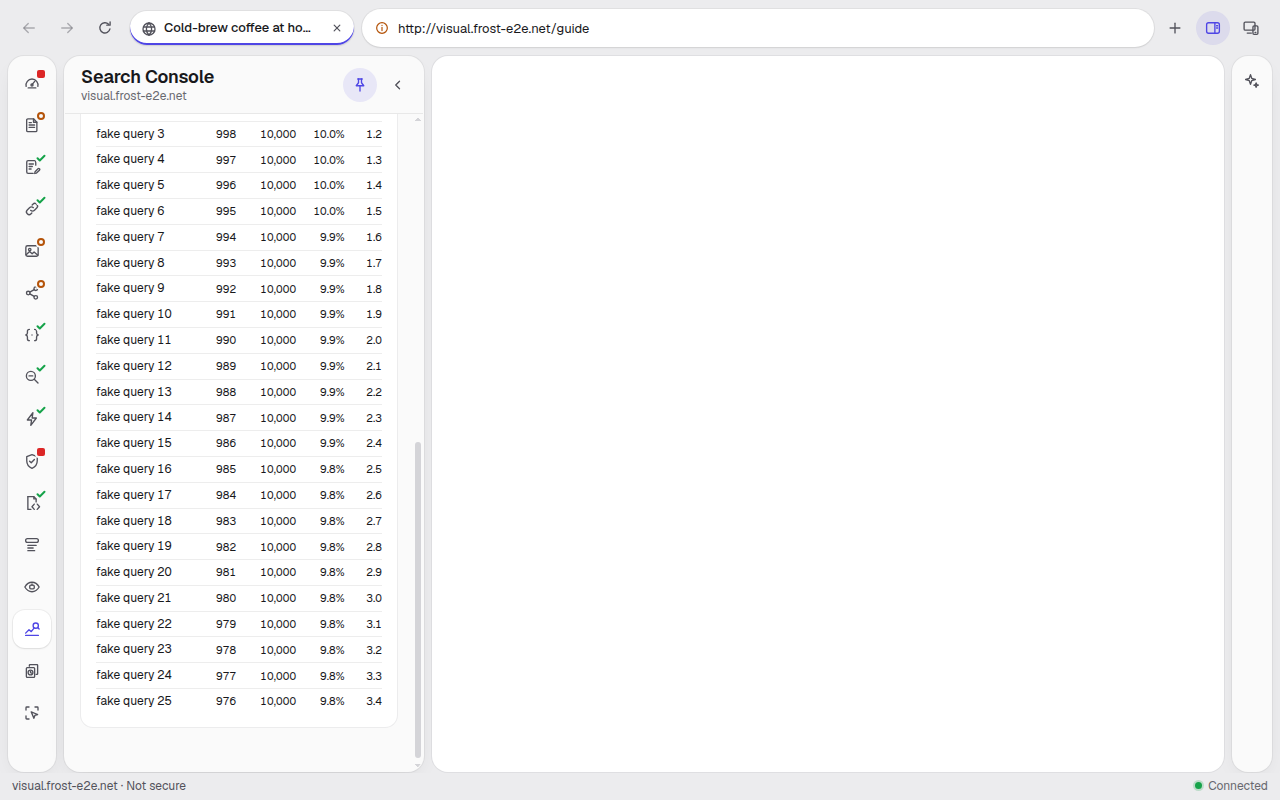 Cold-brew coffee at ho...
http://visual.frost-e2e.net/guide
Search Console
visual.frost-e2e.net
fake query 3 998 10,000 10.0% 1.2
fake query 4 997 10,000 10.0% 1.3
fake query 5 996 10,000 10.0% 1.4
fake query 6 995 10,000 10.0% 1.5
fake query 7 994 10,000 9.9% 1.6
fake query 8 993 10,000 9.9% 1.7
fake query 9 992 10,000 9.9% 1.8
fake query 10 991 10,000 9.9% 1.9
fake query 11 990 10,000 9.9% 2.0
fake query 12 989 10,000 9.9% 2.1
fake query 13 988 10,000 9.9% 2.2
fake query 14 987 10,000 9.9% 2.3
fake query 15 986 10,000 9.9% 2.4
fake query 16 985 10,000 9.8% 2.5
fake query 17 984 10,000 9.8% 2.6
fake query 18 983 10,000 9.8% 2.7
fake query 19 982 10,000 9.8% 2.8
fake query 20 981 10,000 9.8% 2.9
fake query 21 980 10,000 9.8% 3.0
fake query 22 979 10,000 9.8% 3.1
fake query 23 978 10,000 9.8% 3.2
fake query 24 977 10,000 9.8% 3.3
fake query 25 976 10,000 9.8% 3.4
visual.frost-e2e.net · Not secure
Connected